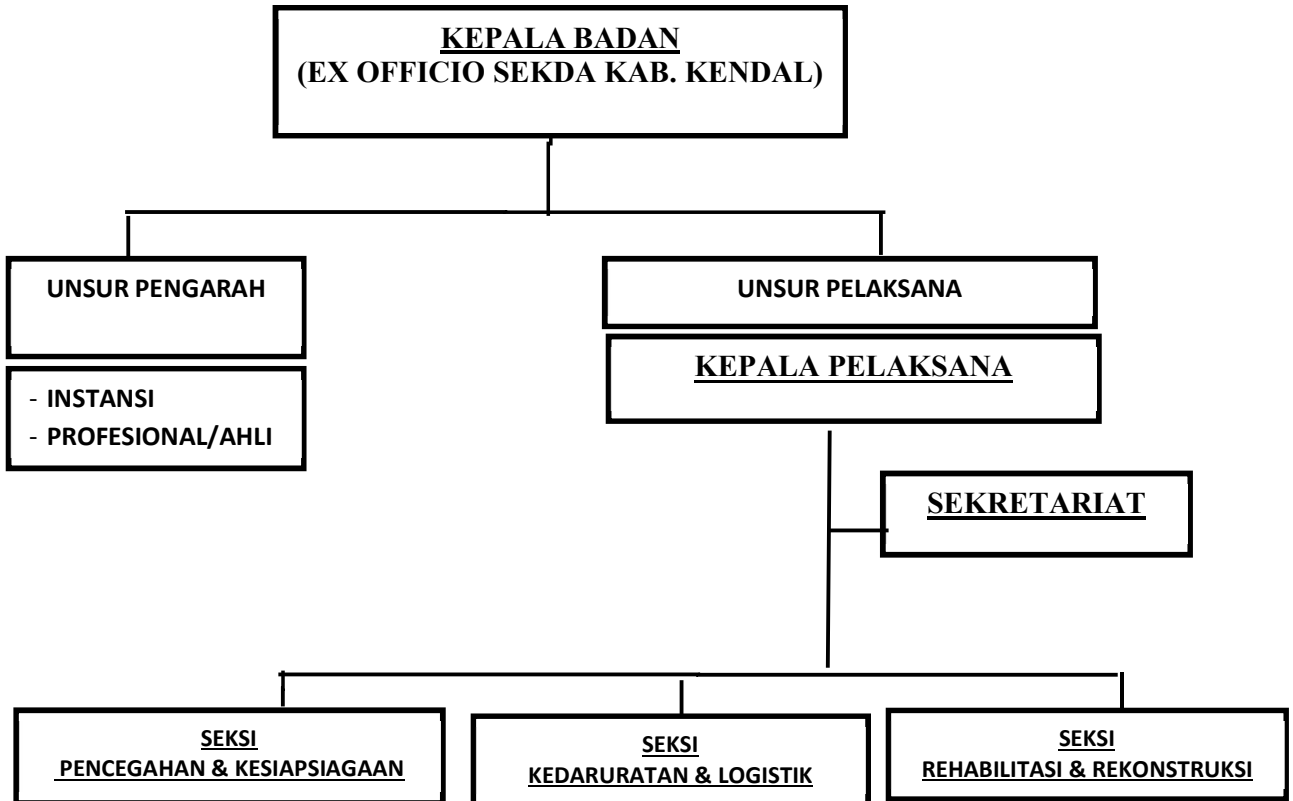 KEPALA BADAN
(EX OFFICIO SEKDA KAB. KENDAL)
UNSUR PENGARAH
- INSTANSI
- PROFESIONAL/AHLI
UNSUR PELAKSANA
KEPALA PELAKSANA
SEKRETARIAT
SEKSI
PENCEGAHAN & KESIAPSIAGAAN
SEKSI
KEDARURATAN & LOGISTIK
SEKSI
REHABILITASI & REKONSTRUKSI